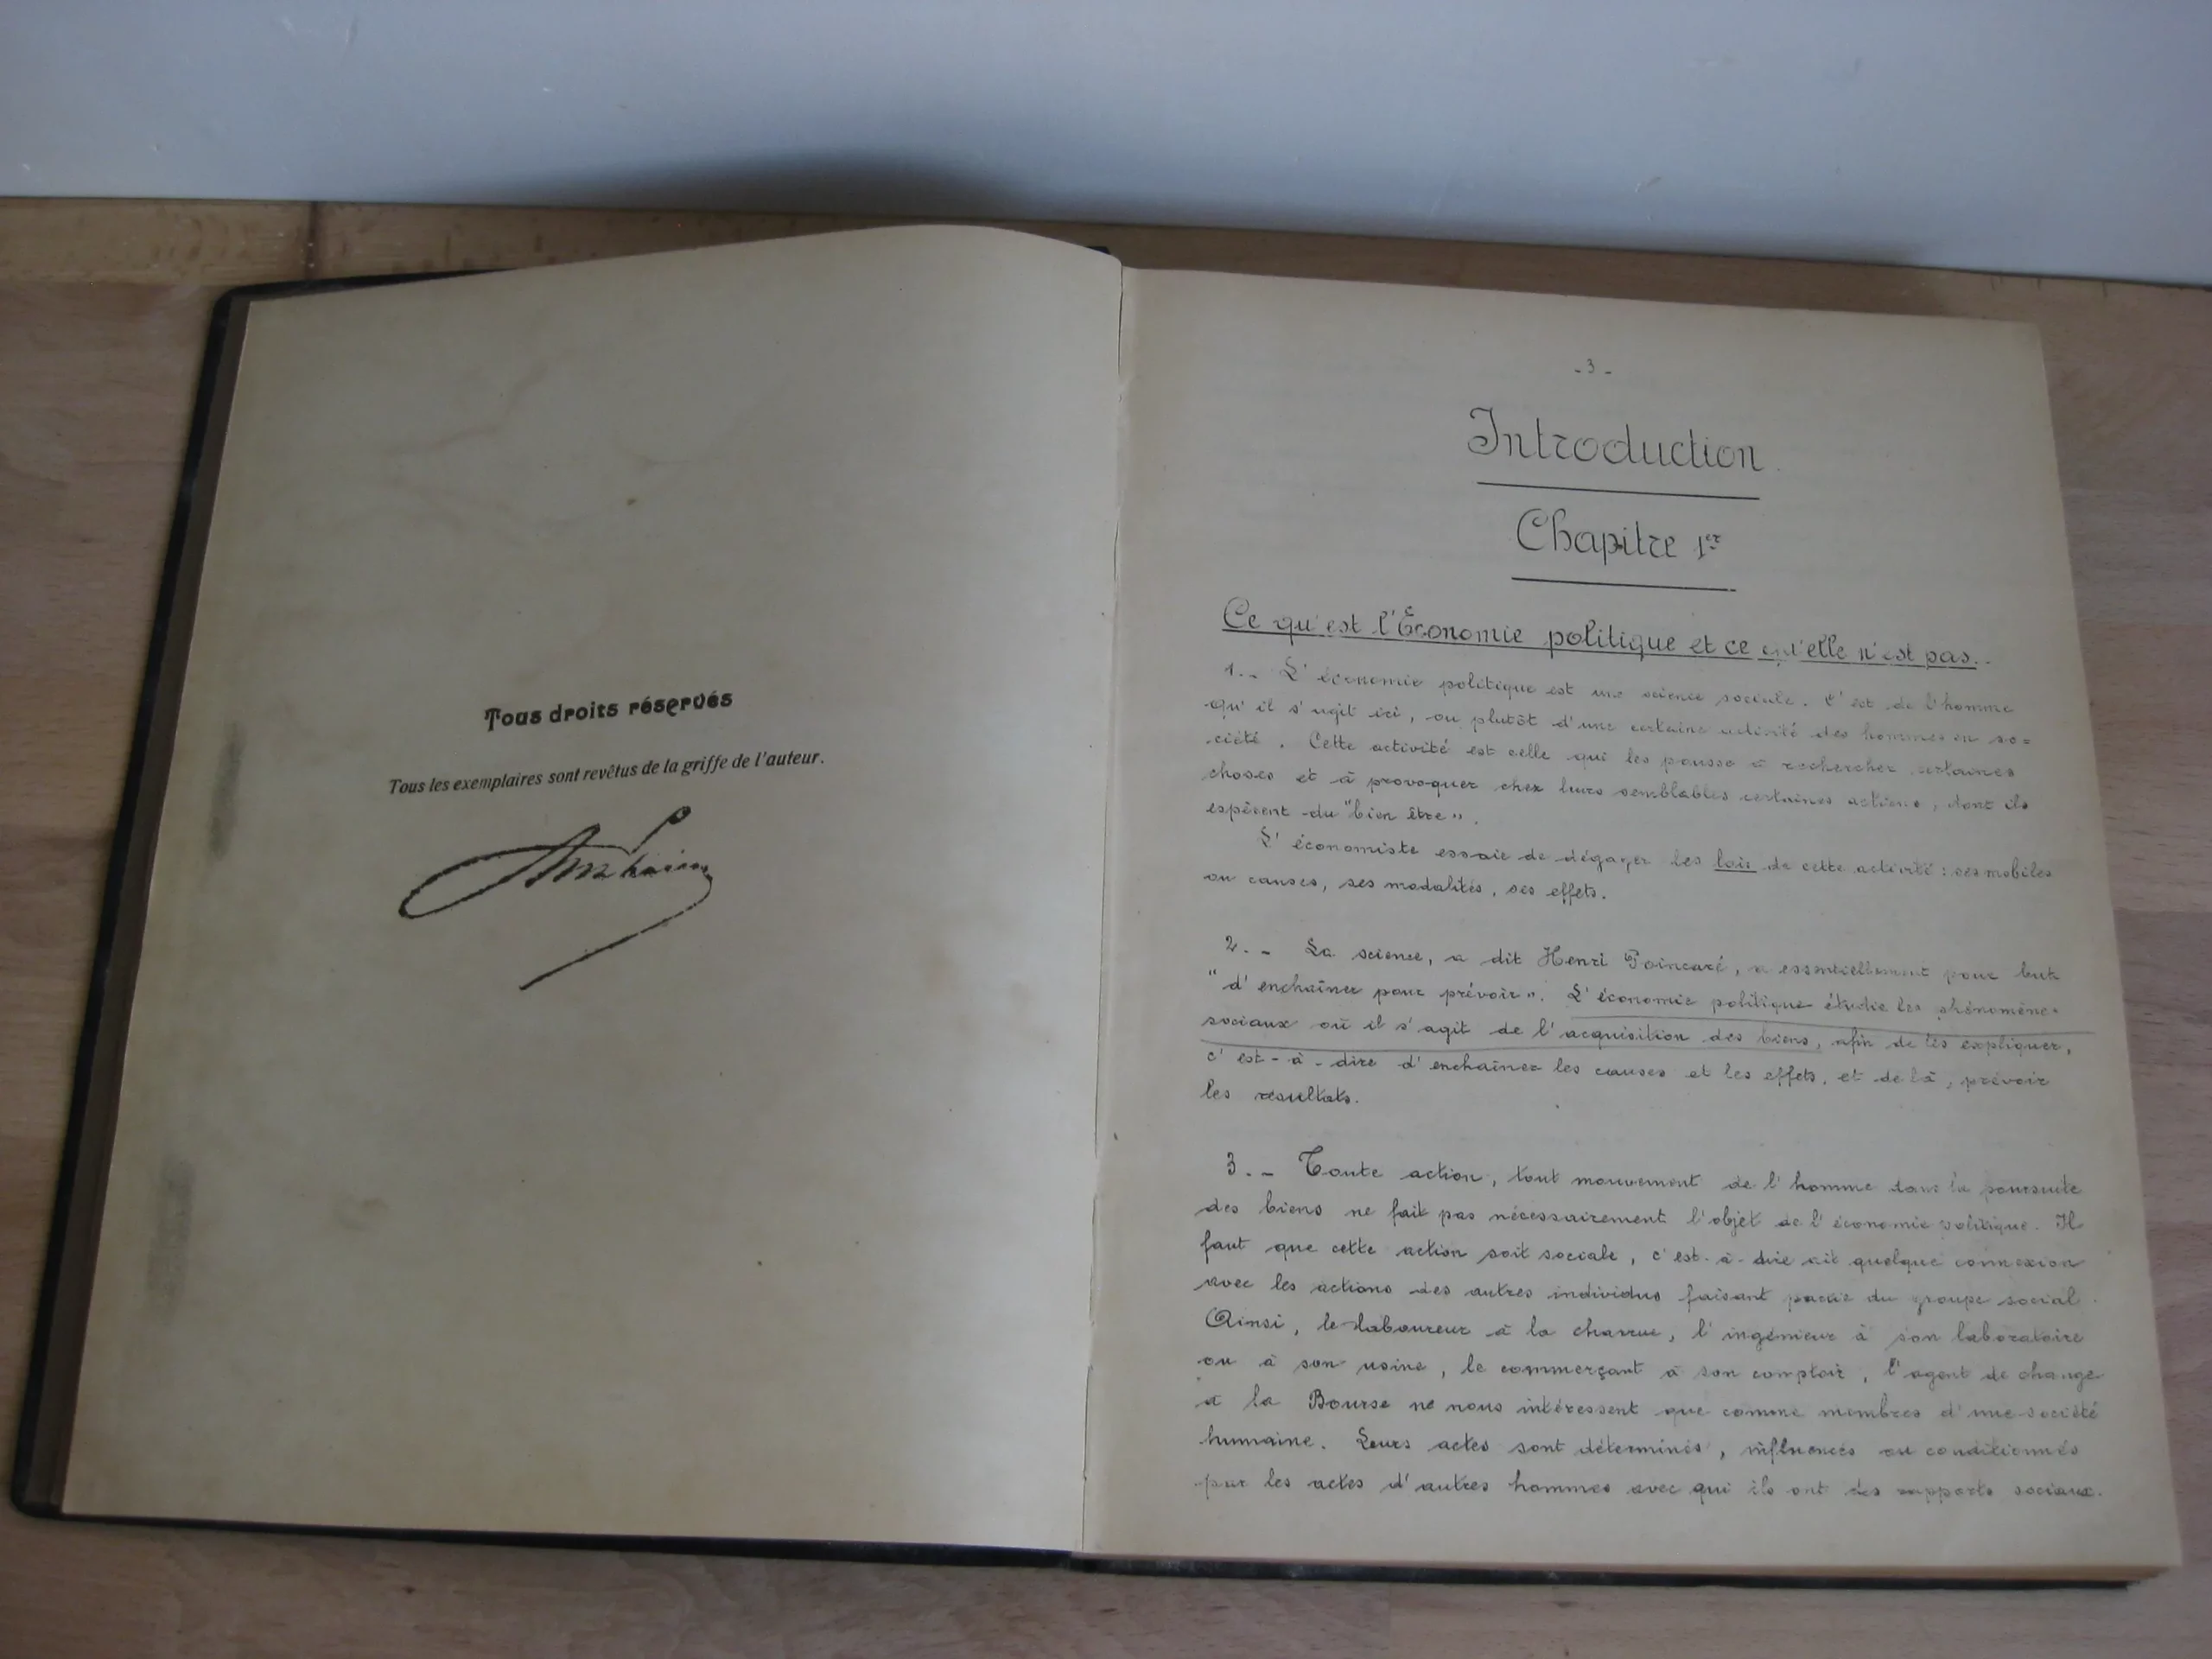 Tous droits réservés
Tous les exemplaires sont revêtus de la griffe de l'auteur.
- 3 -
Introduction
Chapitre 1er
Ce qu'est l'Économie politique et ce qu'elle n'est pas.
1.- L'économie politique est une science sociale. C'est de l'homme
qu'il s'agit ici, ou plutôt d'une certaine activité des hommes en so=
ciété. Cette activité est celle qui les pousse à rechercher certaines
choses et à provoquer chez leurs semblables certaines actions, dont ils
espèrent du "bien être".
L'économiste essaie de dégager les lois de cette activité : ses mobiles
ou causes, ses modalités, ses effets.
2.- La science, a dit Henri Poincaré, a essentiellement pour but
"d'enchaîner pour prévoir". L'économie politique étudie les phénomènes
sociaux où il s'agit de l'acquisition des biens, afin de les expliquer,
c'est-à-dire d'enchaîner les causes et les effets, et de là, prévoir
les résultats.
3.- Toute action, tout mouvement de l'homme dans la poursuite
des biens ne fait pas nécessairement l'objet de l'économie politique. Il
faut que cette action soit sociale, c'est-à-dire ait quelque connexion
avec les actions des autres individus faisant partie du groupe social.
Ainsi, le laboureur à la charrue, l'ingénieur à son laboratoire
ou à son usine, le commerçant à son comptoir, l'agent de change
à la Bourse ne nous intéressent que comme membres d'une société
humaine. Leurs actes sont déterminés, influencés ou conditionnés
par les actes d'autres hommes avec qui ils ont des rapports sociaux.